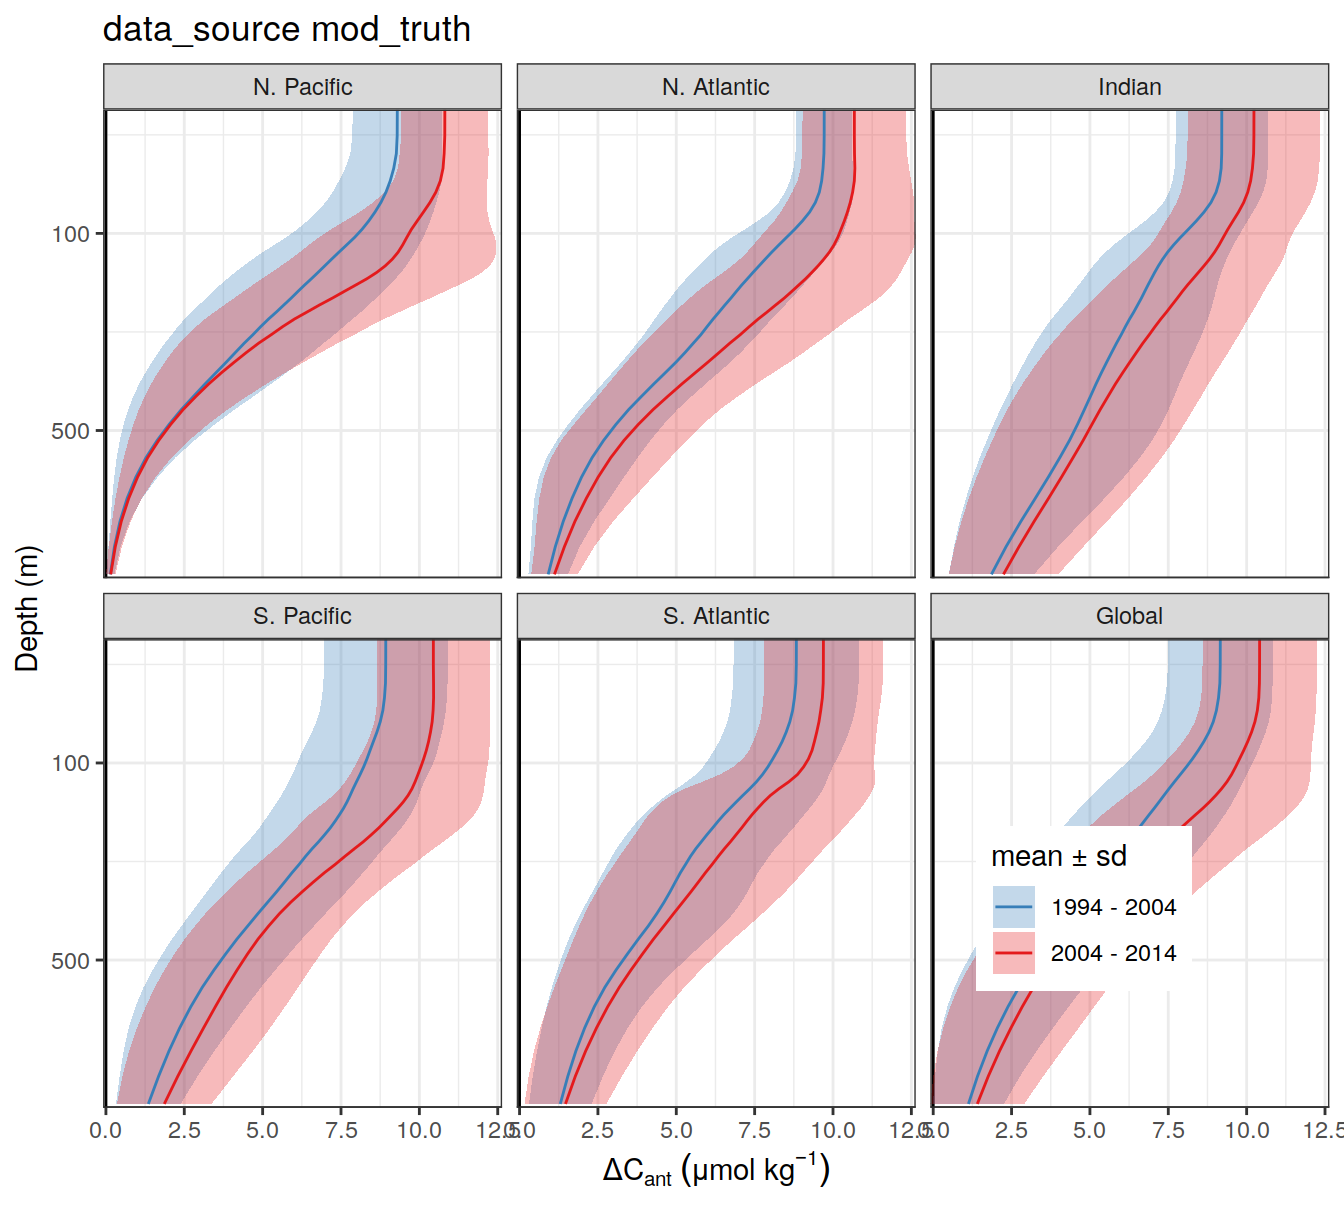 data_source mod_truth
N. Pacific
N. Atlantic
Indian
100
500
S. Pacific
S. Atlantic
Global
100
500
mean ± sd
1994 - 2004
2004 - 2014
0.0 2.5 5.0 7.5 10.0 12.5
0.0 2.5 5.0 7.5 10.0 12.5
0.0 2.5 5.0 7.5 10.0 12.5
Depth (m)
ΔCant (μmol kg−1)